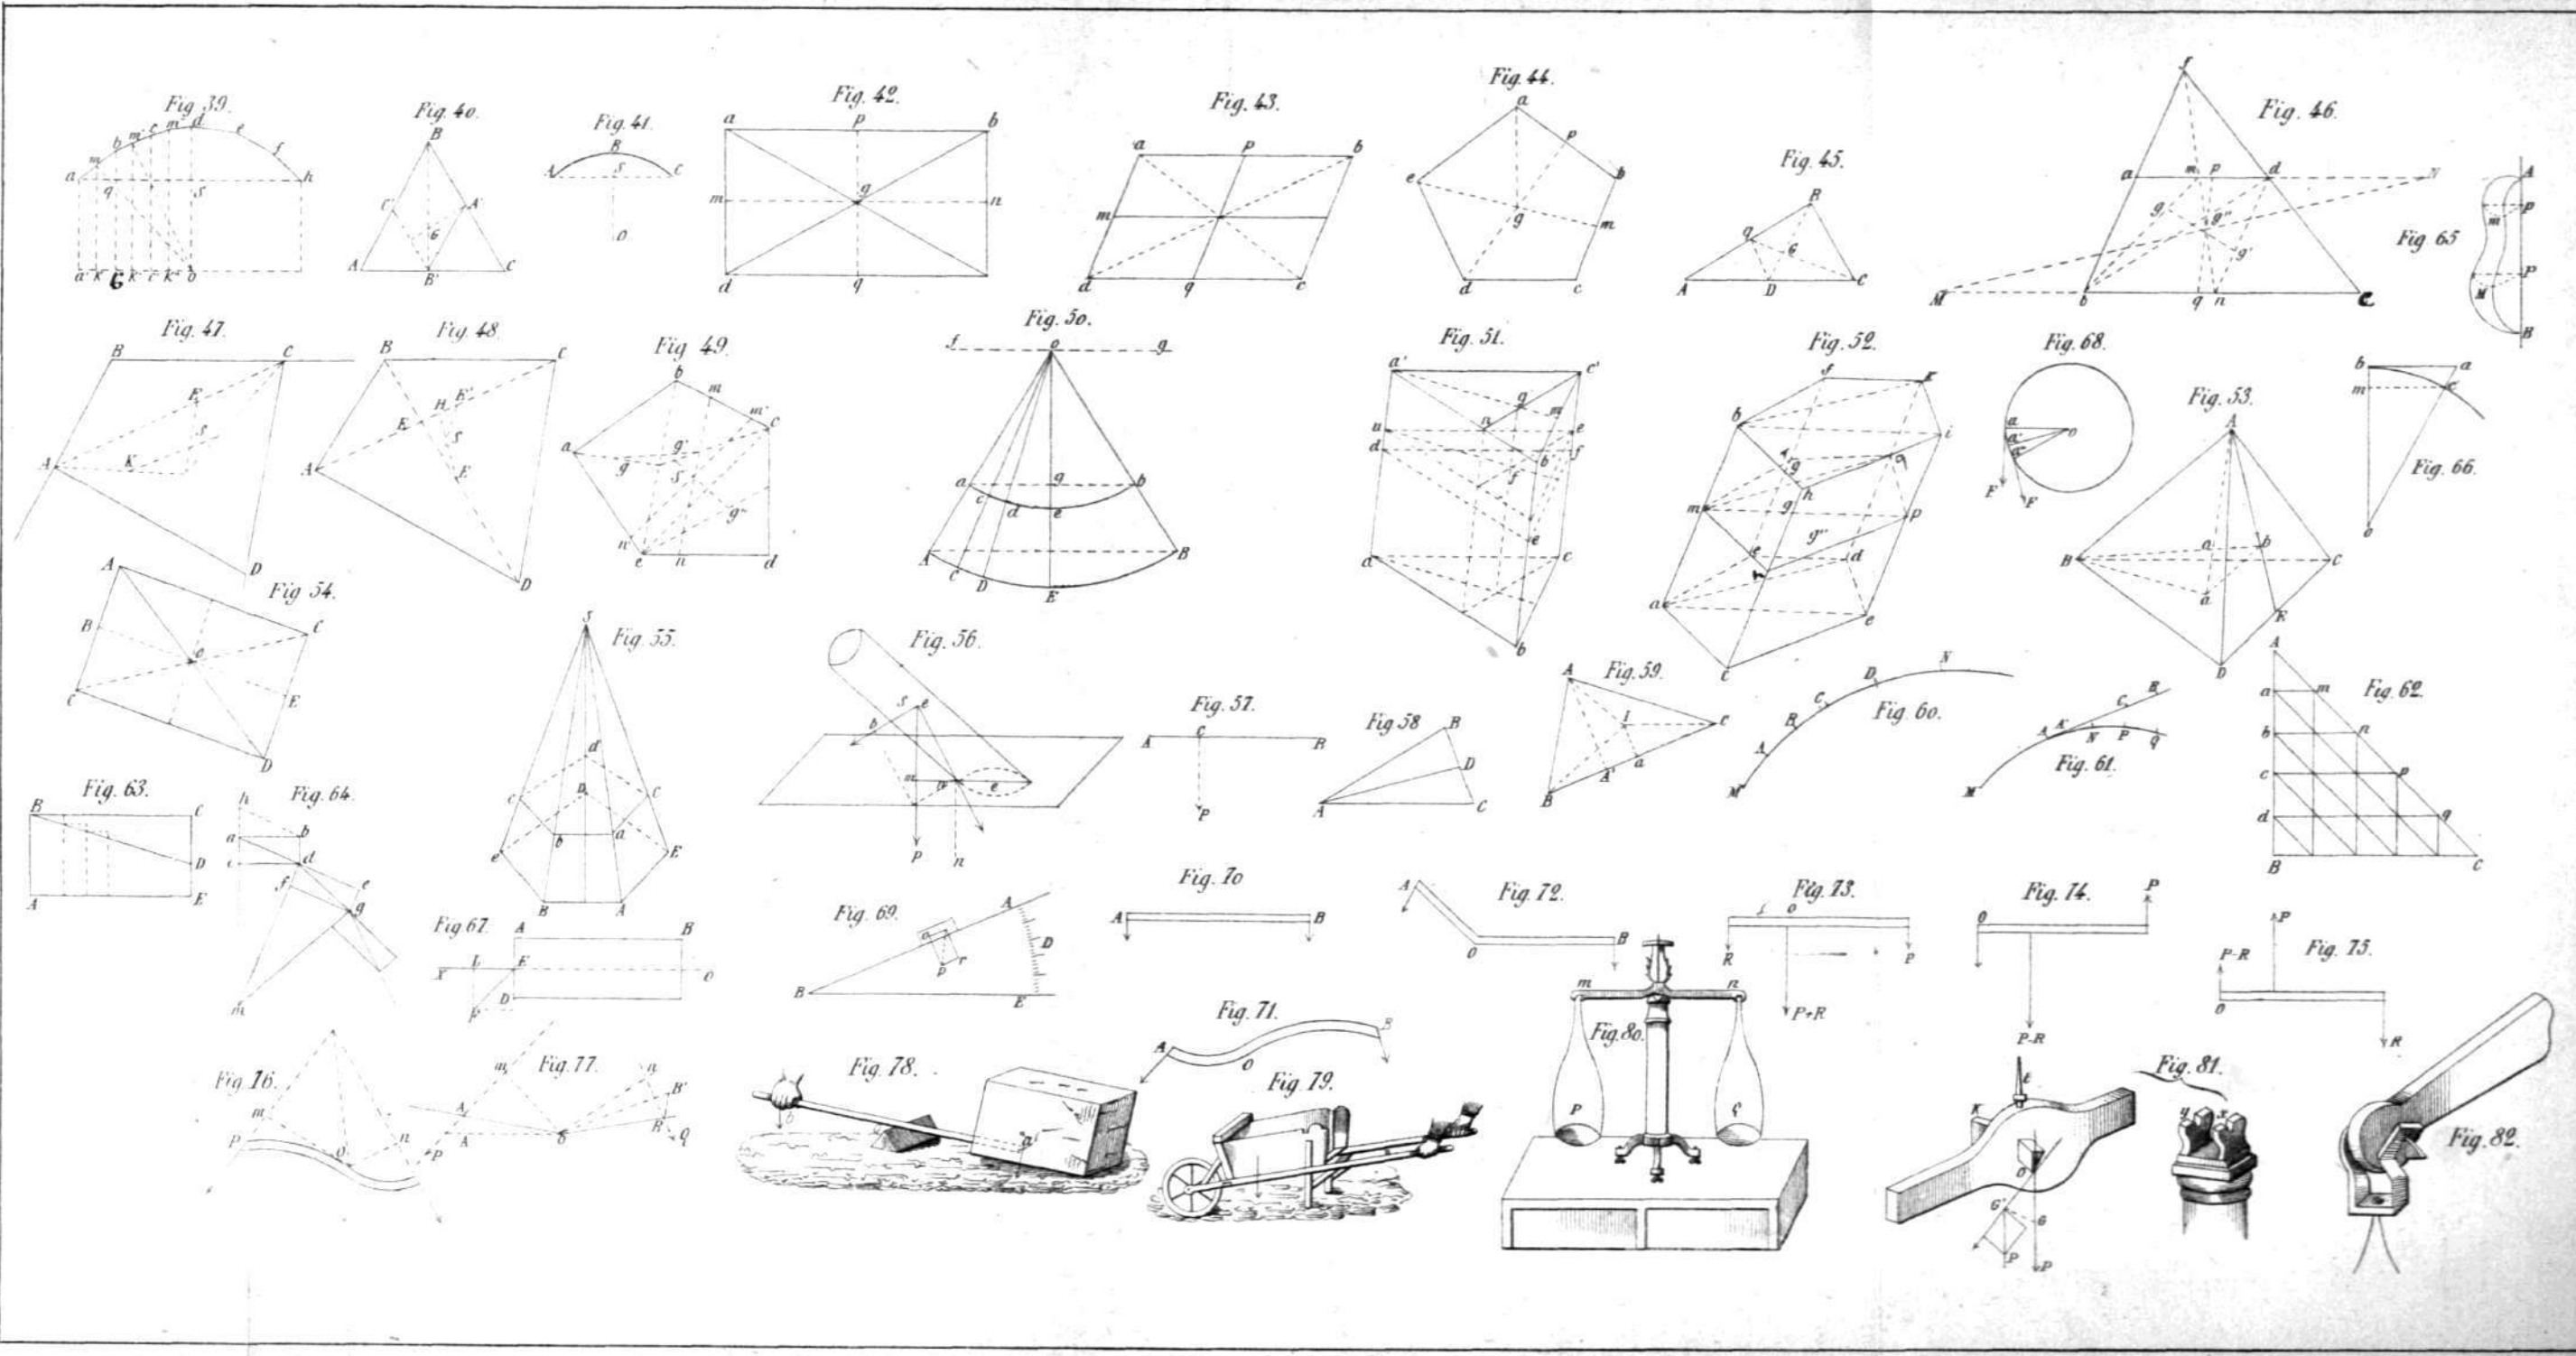 Fig. 39.
a m b m c m d e f h
q s
a k G k c k o
Fig. 40.
B
C' A'
G
A B' C
Fig. 41.
B
A S C
O
Fig. 42.
a p b
m g n
d q
Fig. 43.
a p b
m
d q c
Fig. 44.
a
p
e b
g m
d c
Fig. 45.
B
q G
A D C
Fig. 46.
f
a m p d N
g g''
g'
M b q n C
Fig. 65
A
m P
P
M
B
Fig. 47.
B C
F
S
A K
D
Fig. 48.
B C
H E'
E
S
A E
D
Fig. 49.
b m
m' c
a g g'
S
g''
n' e n d
Fig. 50.
f o g
a g b
c d e
A B
C D E
Fig. 51.
a' c'
g m
u n e
d b f
f
e
a c
b
Fig. 52.
f K
b i
g q
m h
g p
g''
e d
a
e
C
Fig. 68.
a o
a'
a''
F F
Fig. 53.
A
a b
B C
a
E
D
Fig. 66.
b a
m c
o
Fig. 54.
A
B C
o
C E
D
Fig. 55.
S
d
c D C
b a
e E
B A
Fig. 56.
s e
b
m a e
P n
Fig. 57.
A C B
P
Fig. 58
B
D
A C
Fig. 59.
A
I c
a
A'
B
Fig. 60.
N
D
C
B
A
M
Fig. 61.
B
C
A K
N P Q
M
Fig. 62.
A
a m
b n
c p
d q
B C
Fig. 63.
B C
D
A E
Fig. 64.
h
a b
c d
f e
g
m
Fig. 67.
A B
X L E O
D
P
Fig. 69.
A
o D
p r
B E
Fig. 70
A B
Fig. 71.
A B
O
Fig. 72.
A
O B
Fig. 73.
O
R P
P+R
Fig. 74.
P
O
P-R
Fig. 75.
P
P-R
O
R
Fig. 76.
m n
P O
Fig. 77.
m n
A B'
A o B
P Q
Fig. 78.
b a
Fig. 79.
Fig. 80.
m n
P Q
Fig. 81.
t
K
O
G' G
P P
y x
Fig. 82.